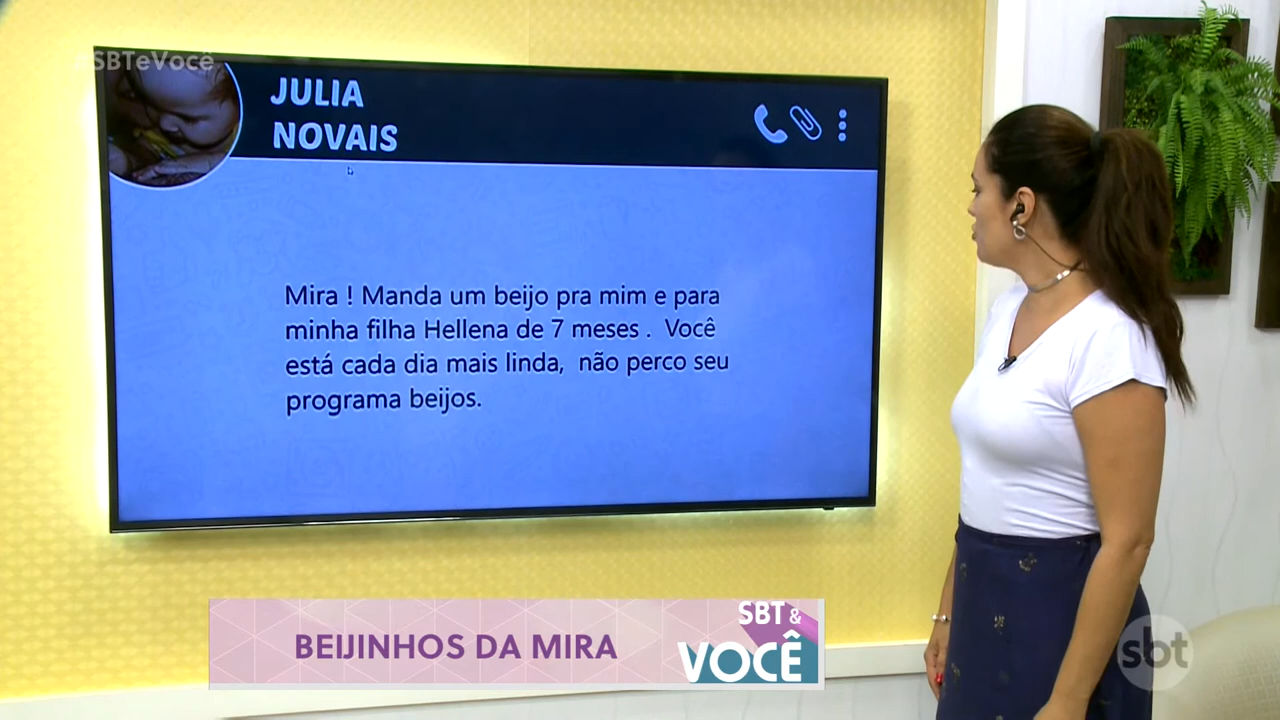 #SBTeVocê
JULIA
NOVAIS
Mira ! Manda um beijo pra mim e para
minha filha Hellena de 7 meses . Você
está cada dia mais linda, não perco seu
programa beijos.
BEIJINHOS DA MIRA
SBT &
VOCÊ
sbt